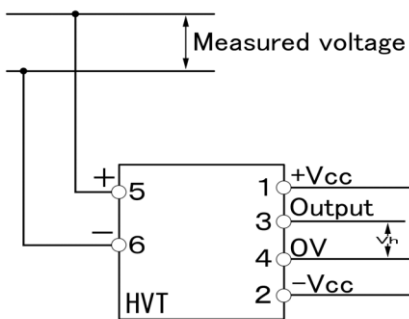 Measured voltage
+ 5
- 6
1 +Vcc
3 Output
Vh
4 0V
2 -Vcc
HVT